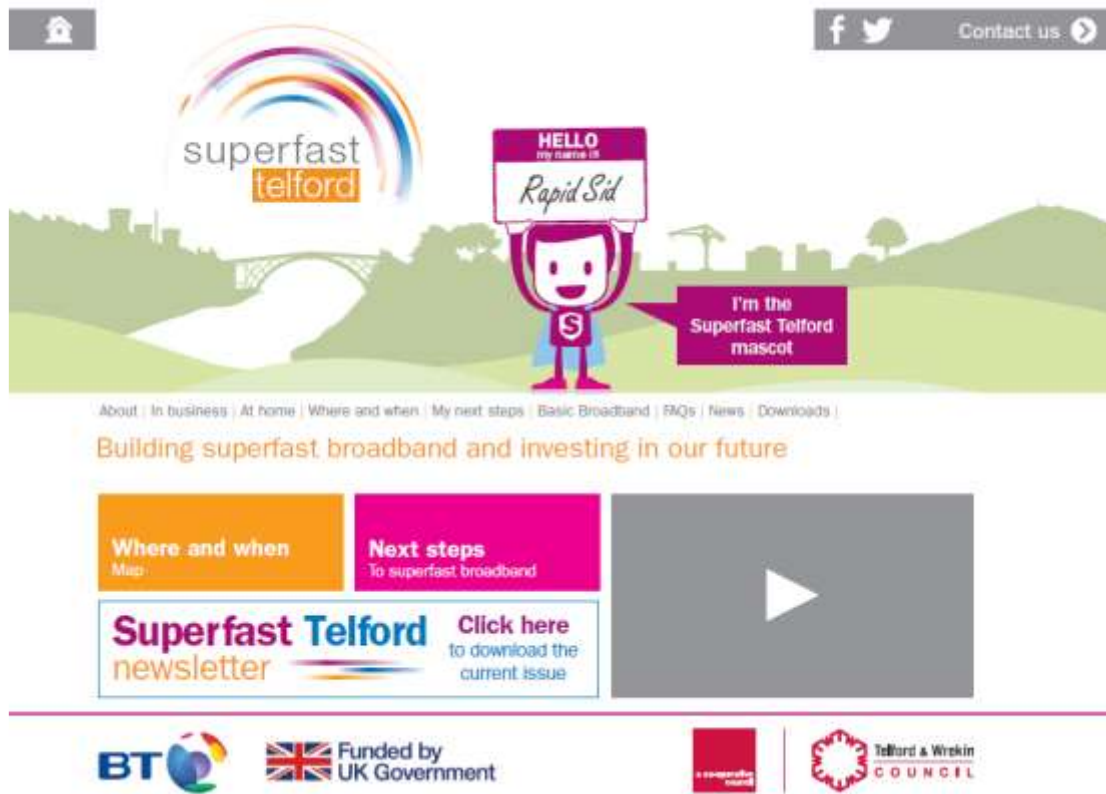 Contact us
superfast
telford
HELLO
my name is
Rapid Sid
S
I'm the
Superfast Telford
mascot
About | In business | At home | Where and when | My next steps | Basic Broadband | FAQs | News | Downloads |
Building superfast broadband and investing in our future
Where and when
Map
Next steps
To superfast broadband
Superfast Telford
newsletter
Click here
to download the
current issue
BT
Funded by
UK Government
a co-operative
council
Telford & Wrekin
COUNCIL